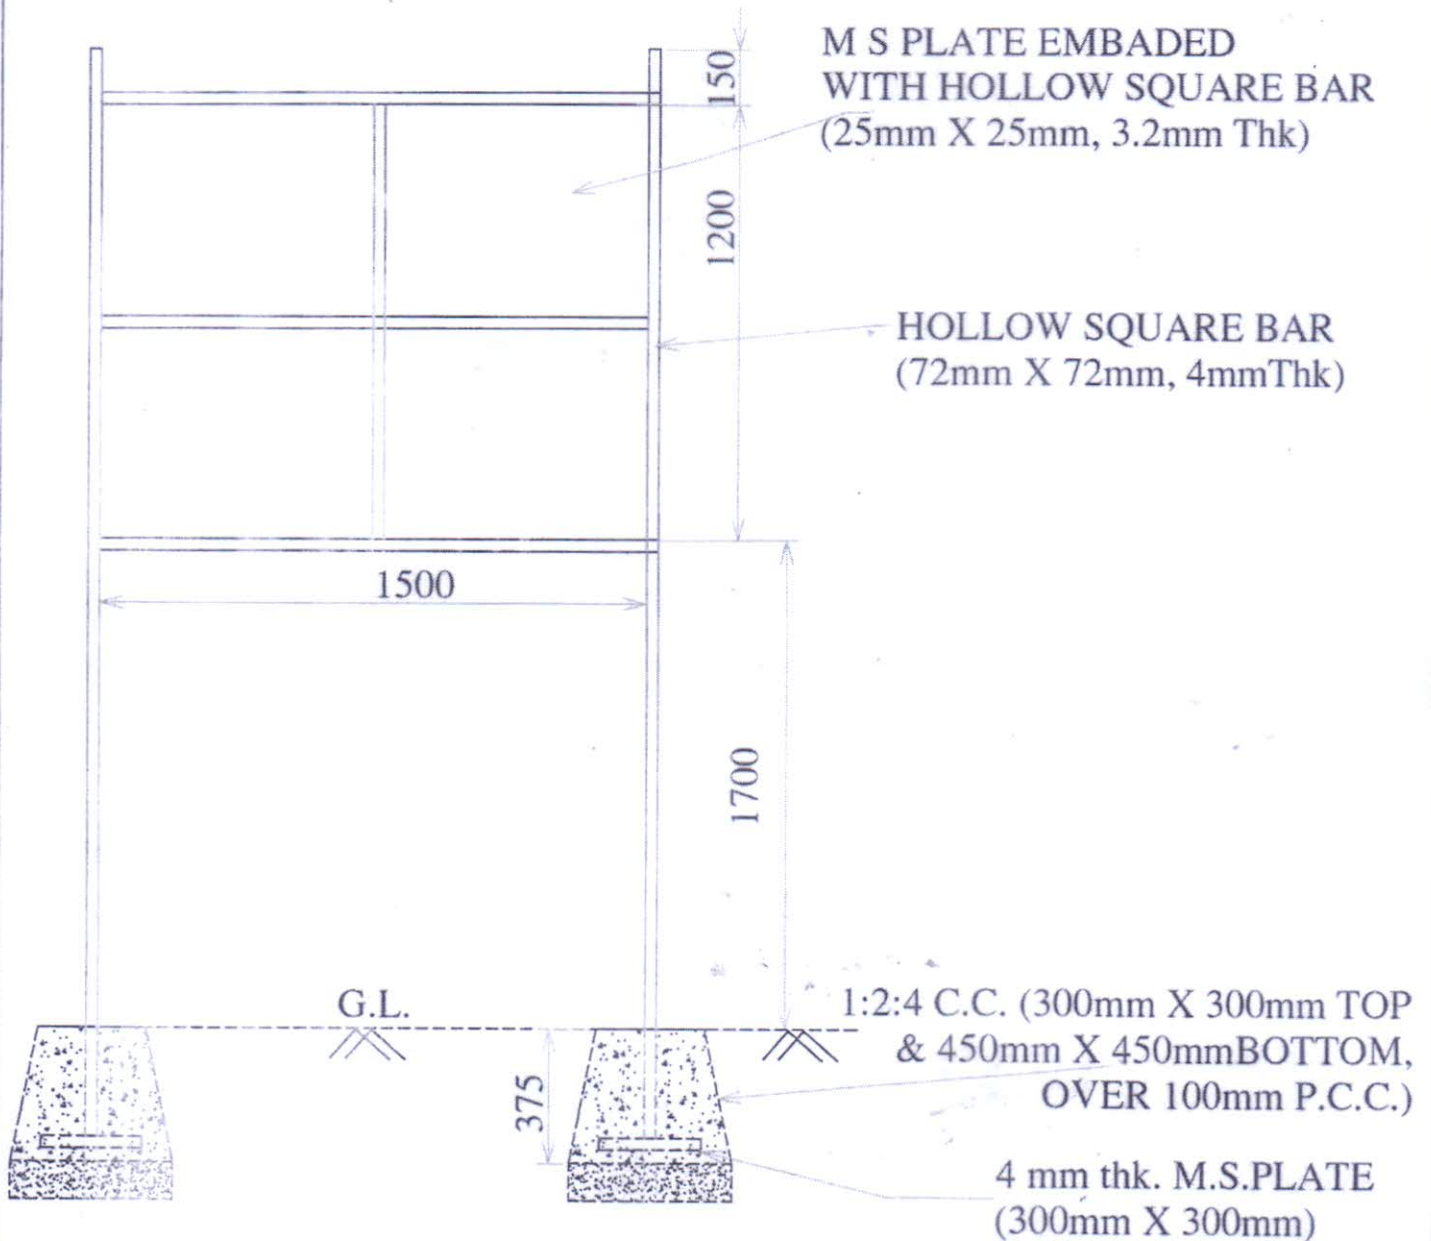 M S PLATE EMBADED
WITH HOLLOW SQUARE BAR
(25mm X 25mm, 3.2mm Thk)
150
1200
HOLLOW SQUARE BAR
(72mm X 72mm, 4mmThk)
1500
1700
G.L.
1:2:4 C.C. (300mm X 300mm TOP
& 450mm X 450mmBOTTOM,
OVER 100mm P.C.C.)
375
4 mm thk. M.S.PLATE
(300mm X 300mm)